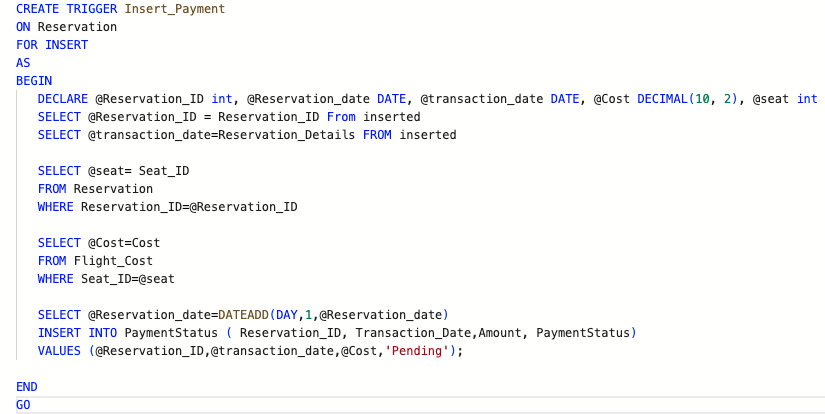 CREATE TRIGGER Insert_Payment
ON Reservation
FOR INSERT
AS
BEGIN
DECLARE @Reservation_ID int, @Reservation_date DATE, @transaction_date DATE, @Cost DECIMAL(10, 2), @seat int
SELECT @Reservation_ID = Reservation_ID From inserted
SELECT @transaction_date=Reservation_Details FROM inserted
SELECT @seat= Seat_ID
FROM Reservation
WHERE Reservation_ID=@Reservation_ID
SELECT @Cost=Cost
FROM Flight_Cost
WHERE Seat_ID=@seat
SELECT @Reservation_date=DATEADD(DAY,1,@Reservation_date)
INSERT INTO PaymentStatus ( Reservation_ID, Transaction_Date,Amount, PaymentStatus)
VALUES (@Reservation_ID,@transaction_date,@Cost,'Pending');
END
GO